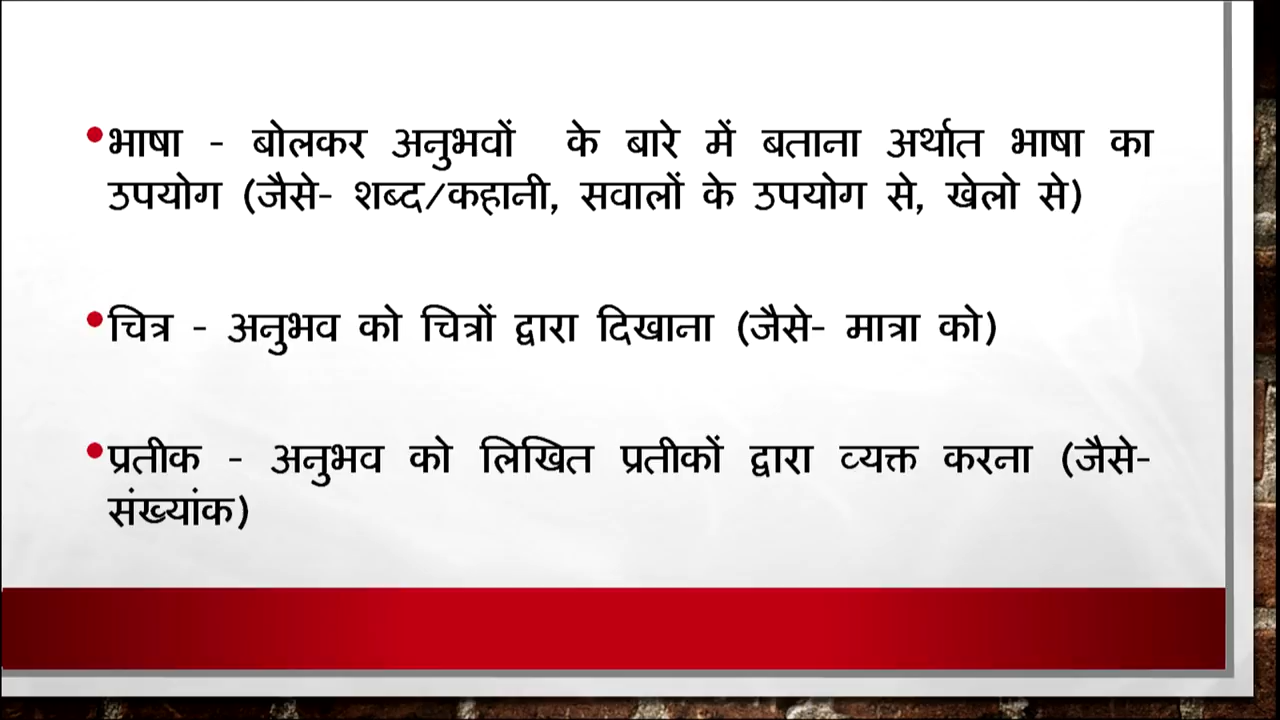 •भाषा - बोलकर अनुभवों के बारे में बताना अर्थात भाषा का
उपयोग (जैसे- शब्द/कहानी, सवालों के उपयोग से, खेलो से)
•चित्र - अनुभव को चित्रों द्वारा दिखाना (जैसे- मात्रा को)
•प्रतीक - अनुभव को लिखित प्रतीकों द्वारा व्यक्त करना (जैसे-
संख्यांक)